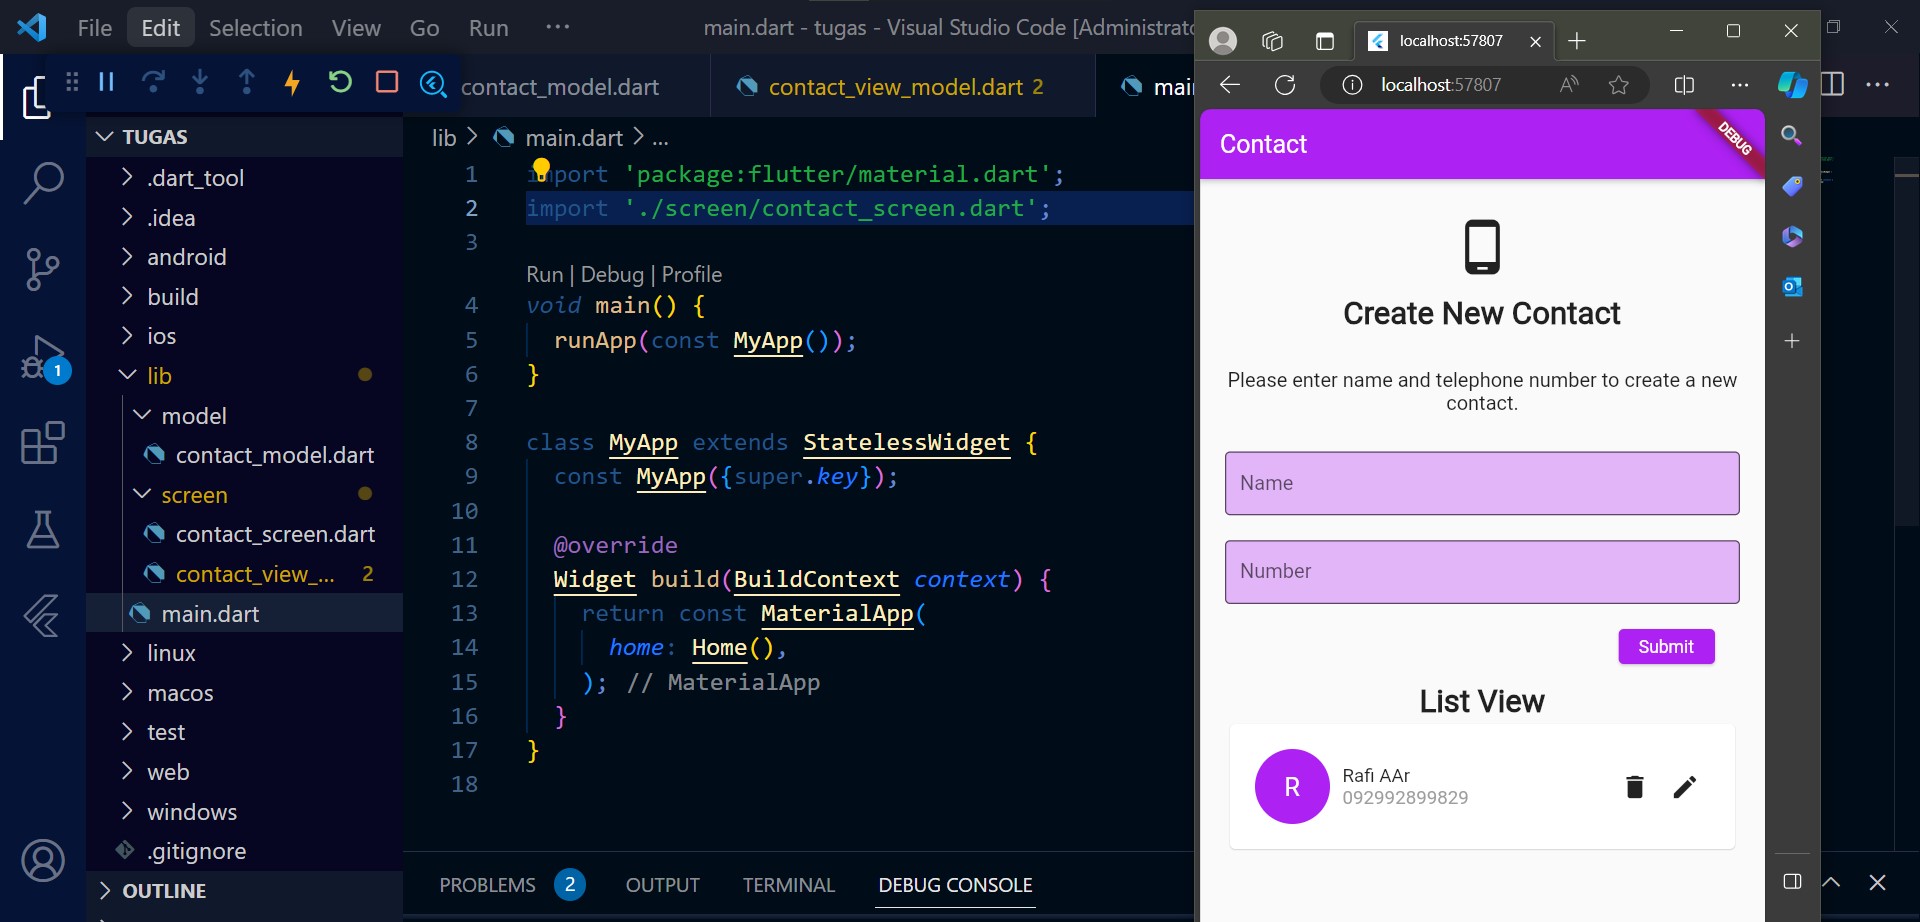 File Edit Selection View Go Run ···
main.dart - tugas - Visual Studio Code [Administrato
contact_model.dart
contact_view_model.dart 2
mai
TUGAS
.dart_tool
.idea
android
build
ios
lib
model
contact_model.dart
screen
contact_screen.dart
contact_view_... 2
main.dart
linux
macos
test
web
windows
.gitignore
OUTLINE
1
lib > main.dart > ...
1 import 'package:flutter/material.dart';
2 import './screen/contact_screen.dart';
3
Run | Debug | Profile
4 void main() {
5 runApp(const MyApp());
6 }
7
8 class MyApp extends StatelessWidget {
9 const MyApp({super.key});
10
11 @override
12 Widget build(BuildContext context) {
13 return const MaterialApp(
14 home: Home(),
15 ); // MaterialApp
16 }
17 }
18
PROBLEMS 2 OUTPUT TERMINAL DEBUG CONSOLE
localhost:57807
localhost:57807
Contact
DEBUG
Create New Contact
Please enter name and telephone number to create a new
contact.
Name
Number
Submit
List View
R
Rafi AAr
092992899829